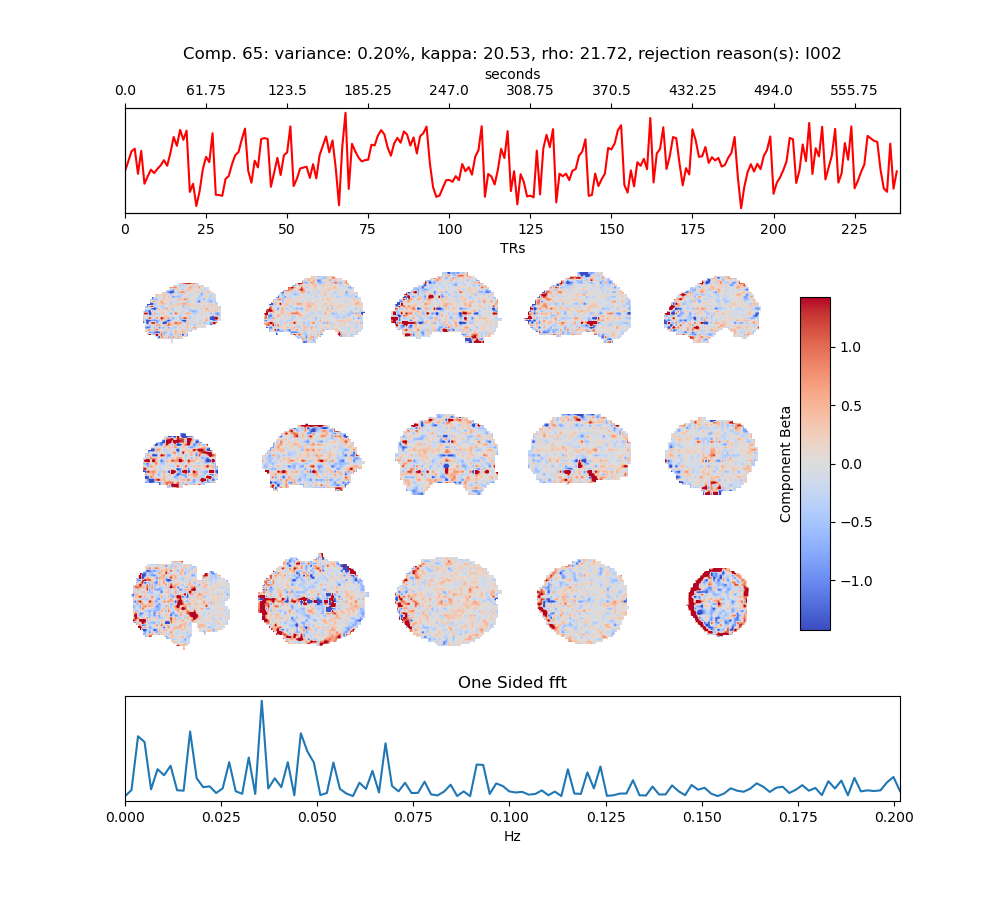 Comp. 65: variance: 0.20%, kappa: 20.53, rho: 21.72, rejection reason(s): I002
seconds
0.0 61.75 123.5 185.25 247.0 308.75 370.5 432.25 494.0 555.75
0 25 50 75 100 125 150 175 200 225
TRs
1.0
0.5
0.0
−0.5
−1.0
Component Beta
One Sided fft
0.000 0.025 0.050 0.075 0.100 0.125 0.150 0.175 0.200
Hz